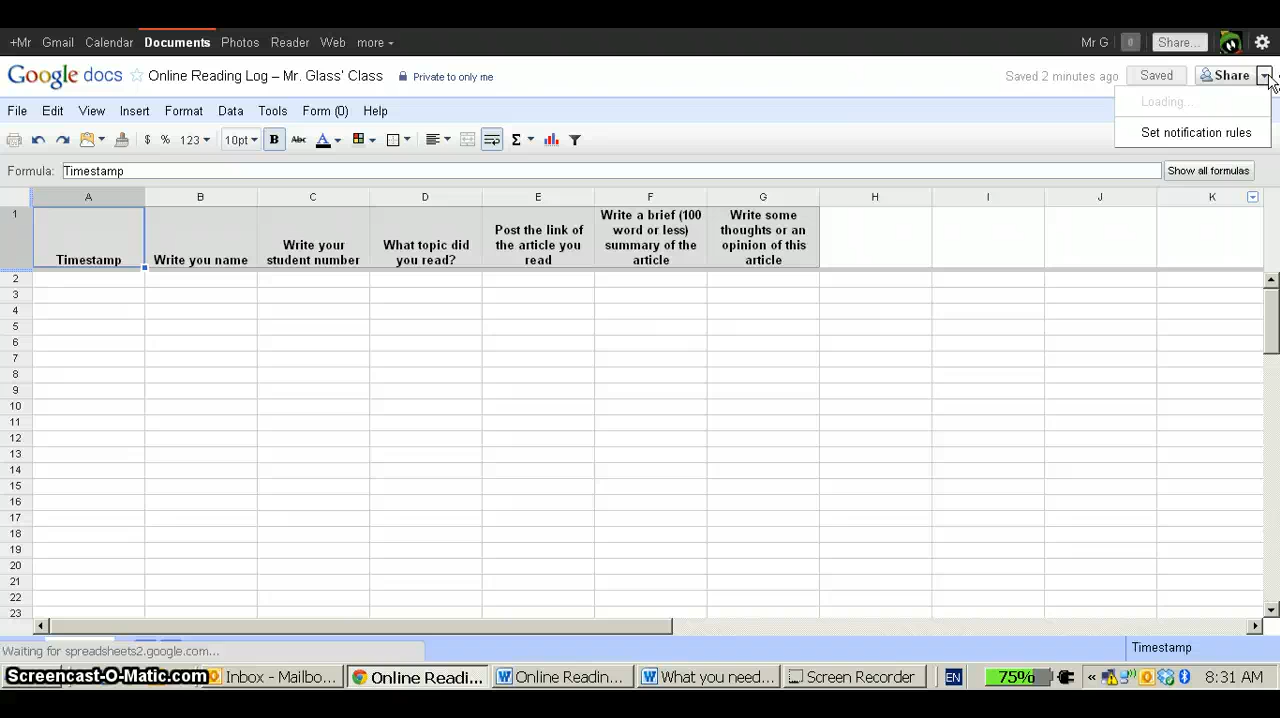 +Mr Gmail Calendar Documents Photos Reader Web more Mr G 0 Share...
Google docs Online Reading Log – Mr. Glass' Class Private to only me Saved 2 minutes ago Saved Share
Loading...
Set notification rules
File Edit View Insert Format Data Tools Form (0) Help
$ % 123 10pt B Abc A Σ
Formula: Timestamp Show all formulas
A B C D E F G H I J K
1 Timestamp
Write you name
Write your
student number
What topic did
you read?
Post the link of
the article you
read
Write a brief (100
word or less)
summary of the
article
Write some
thoughts or an
opinion of this
article
2
3
4
5
6
7
8
9
10
11
12
13
14
15
16
17
18
19
20
21
22
23
Waiting for spreadsheets2.google.com... Timestamp
Screencast-O-Matic.com Inbox - Mailbo... Online Readi... Online Readin... What you need... Screen Recorder EN 75% « 8:31 AM